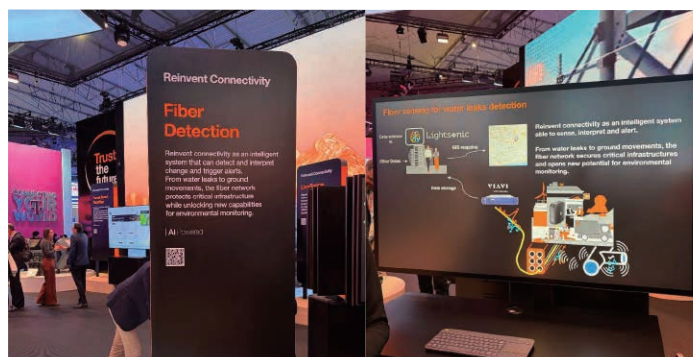 Reinvent Connectivity
Fiber
Detection
Reinvent connectivity as an intelligent
system that can detect and interpret
change and trigger alerts.
From water leaks to ground
movements, the fiber network
protects critical infrastructure
while unlocking new capabilities
for environmental monitoring.
| AI Powered
Trust
the
future
Reinvent Connectivity
Fiber sensing for water leaks detection
Lightsonic
GIS mapping
Data storage
VIAVI
Reinvent connectivity as an intelligent system
able to sense, interpret and alert.
From water leaks to ground movements, the
fiber network secures critical infrastructures
and opens new potential for environmental
monitoring.